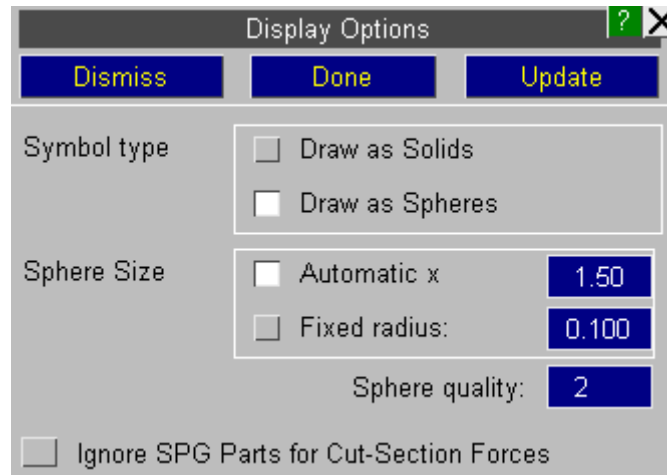 Display Options ? X
Dismiss Done Update
Symbol type Draw as Solids
Draw as Spheres
Sphere Size Automatic x 1.50
Fixed radius: 0.100
Sphere quality: 2
Ignore SPG Parts for Cut-Section Forces